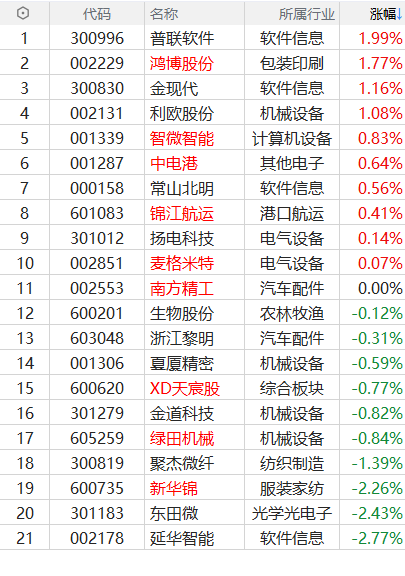 代码 名称 所属行业 涨幅↓
1 300996 普联软件 软件信息 1.99%
2 002229 鸿博股份 包装印刷 1.77%
3 300830 金现代 软件信息 1.16%
4 002131 利欧股份 机械设备 1.08%
5 001339 智微智能 计算机设备 0.83%
6 001287 中电港 其他电子 0.64%
7 000158 常山北明 软件信息 0.56%
8 601083 锦江航运 港口航运 0.41%
9 301012 扬电科技 电气设备 0.14%
10 002851 麦格米特 电气设备 0.07%
11 002553 南方精工 汽车配件 0.00%
12 600201 生物股份 农林牧渔 -0.12%
13 603048 浙江黎明 汽车配件 -0.31%
14 001306 夏厦精密 机械设备 -0.59%
15 600620 XD天宸股 综合板块 -0.77%
16 301279 金道科技 机械设备 -0.82%
17 605259 绿田机械 机械设备 -0.84%
18 300819 聚杰微纤 纺织制造 -1.39%
19 600735 新华锦 服装家纺 -2.26%
20 301183 东田微 光学光电子 -2.43%
21 002178 延华智能 软件信息 -2.77%